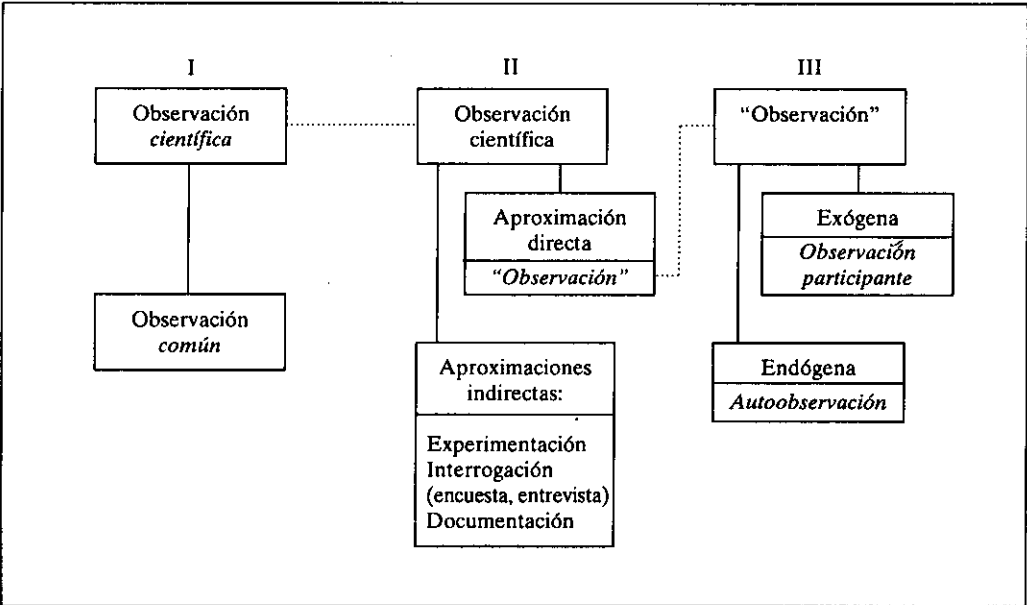 I
Observación
científica
Observación
común
II
Observación
científica
Aproximación
directa
“Observación”
Aproximaciones
indirectas:
Experimentación
Interrogación
(encuesta, entrevista)
Documentación
III
“Observación”
Exógena
Observación
participante
Endógena
Autoobservación